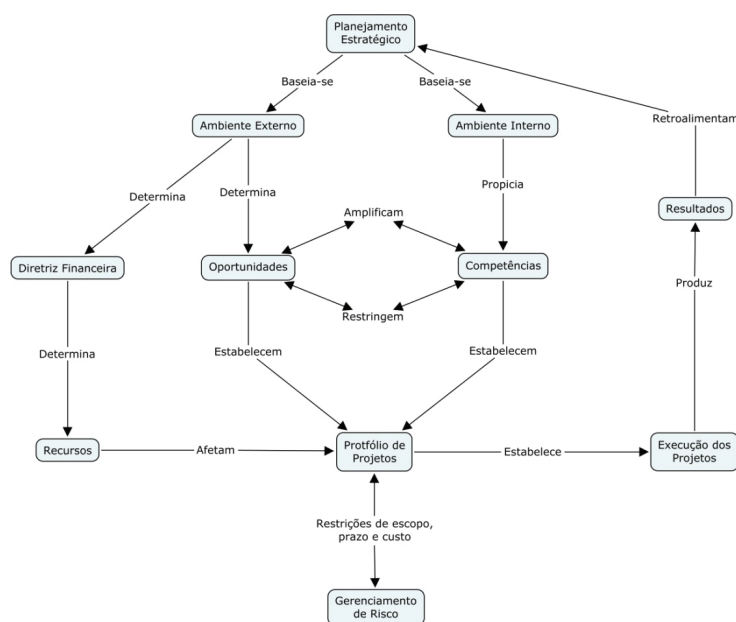 Planejamento
Estratégico
Baseia-se
Baseia-se
Ambiente Externo
Ambiente Interno
Retroalimentam
Determina
Determina
Propicia
Amplificam
Resultados
Diretriz Financeira
Oportunidades
Competências
Produz
Restringem
Determina
Estabelecem
Estabelecem
Recursos
Afetam
Protfólio de
Projetos
Estabelece
Execução dos
Projetos
Restrições de escopo,
prazo e custo
Gerenciamento
de Risco